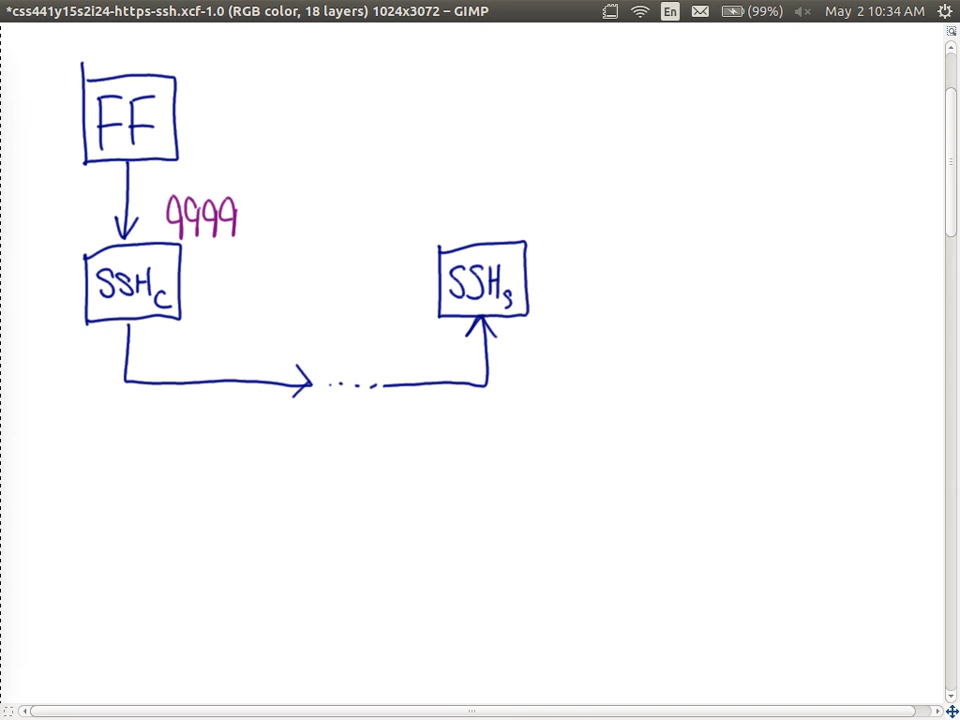 *css441y15s2i24-https-ssh.xcf-1.0 (RGB color, 18 layers) 1024x3072 – GIMP En (99%) May 2 10:34 AM
FF
9999
SSHC SSHS